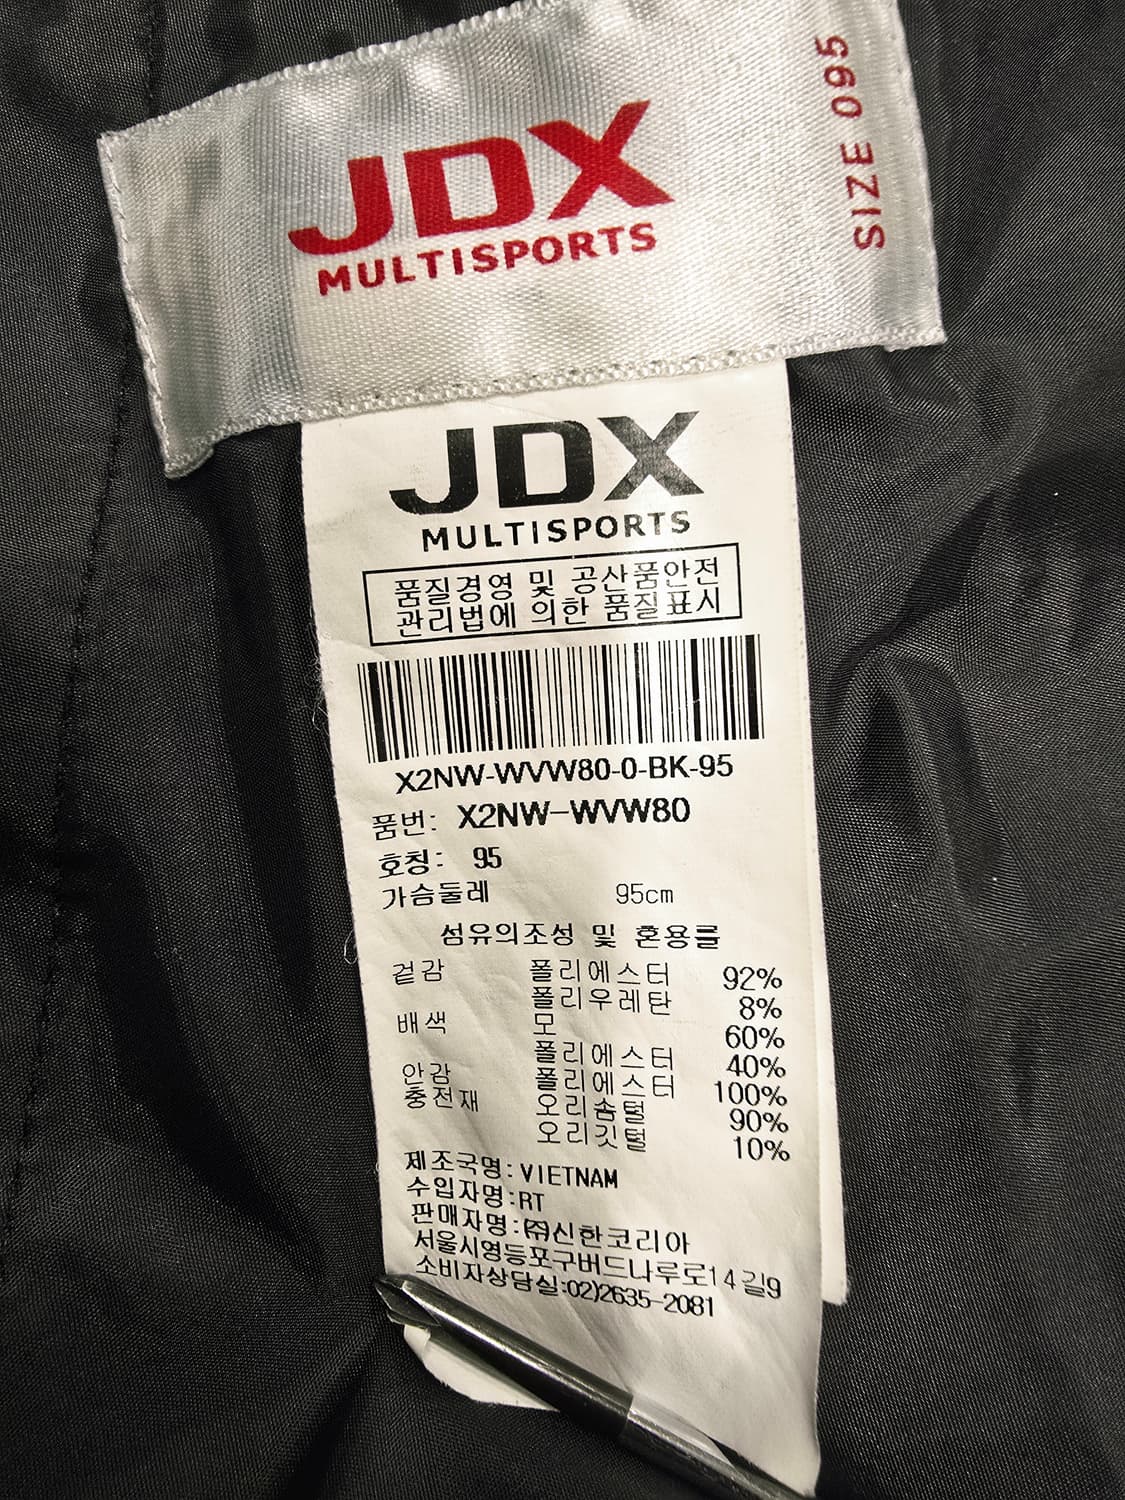 JDX
MULTISPORTS
SIZE 095
JDX
MULTISPORTS
품질경영 및 공산품안전
관리법에 의한 품질표시
X2NW-WVW80-0-BK-95
품번: X2NW-WVW80
호칭: 95
가슴둘레 95cm
섬유의조성 및 혼용률
겉감 폴리에스터 92%
폴리우레탄 8%
배색 모 60%
폴리에스터 40%
안감 폴리에스터 100%
충전재 오리솜털 90%
오리깃털 10%
제조국명: VIETNAM
수입자명:RT
판매자명:㈜신한코리아
서울시영등포구버드나루로14길9
소비자상담실:02)2635-2081